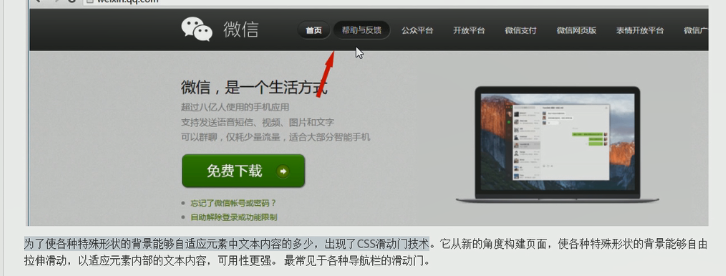 weixin.qq.com
微信
首页 帮助与反馈 公众平台 开放平台 微信支付 微信网页版 表情开放平台 微信广
微信，是一个生活方式
超过八亿人使用的手机应用
支持发送语音短信、视频、图片和文字
可以群聊，仅耗少量流量，适合大部分智能手机
免费下载
忘记了微信帐号或密码？
自动解除登录或功能限制
为了使各种特殊形状的背景能够自适应元素中文本内容的多少，出现了CSS滑动门技术。它从新的角度构建页面，使各种特殊形状的背景能够自由
拉伸滑动，以适应元素内部的文本内容，可用性更强。 最常见于各种导航栏的滑动门。